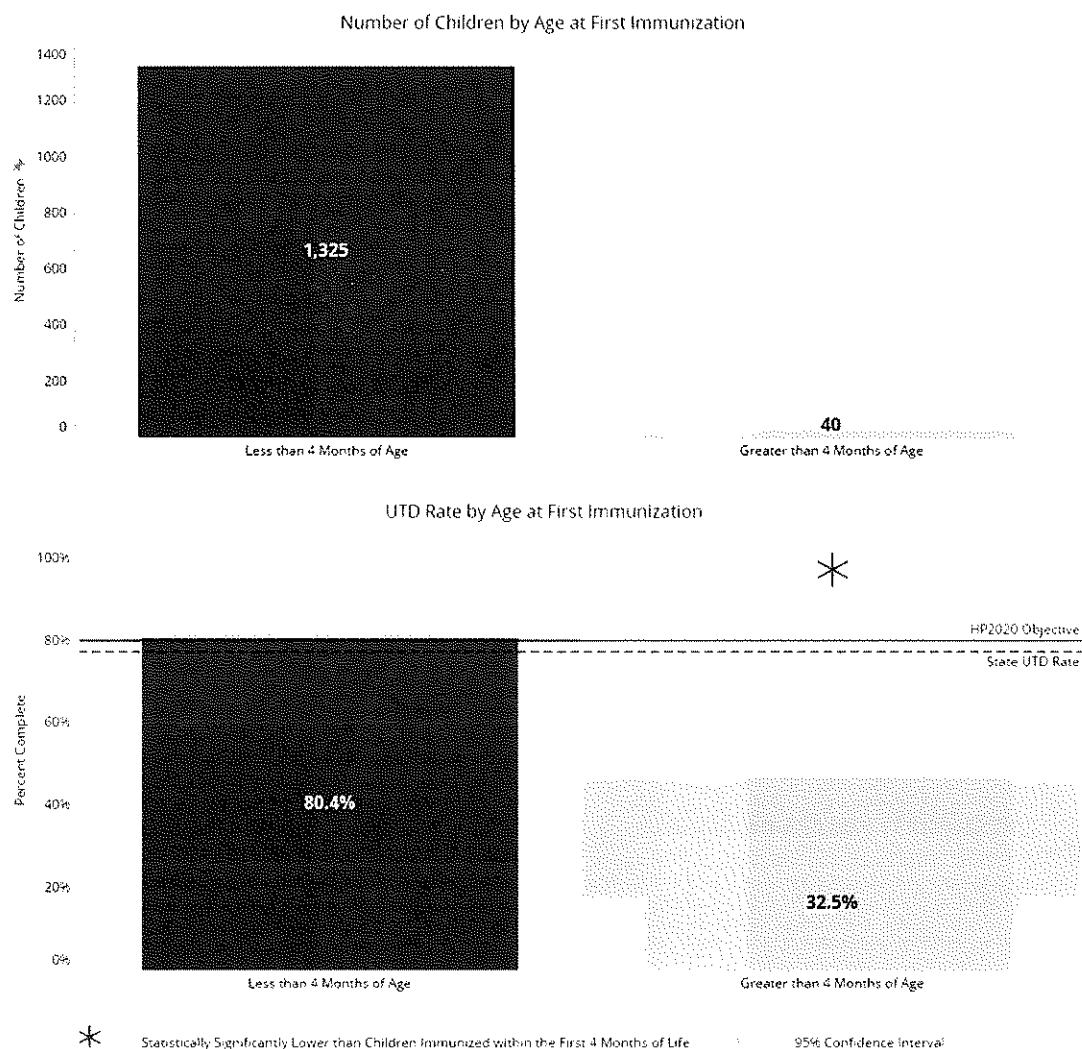 Number of Children by Age at First Immunization
1400
1200
1000
800
600
400
200
0
Number of Children
1,325
40
Less than 4 Months of Age
Greater than 4 Months of Age
UTD Rate by Age at First Immunization
100%
80%
60%
40%
20%
0%
Percent Complete
HP2020 Objective
State UTD Rate
80.4%
32.5%
Less than 4 Months of Age
Greater than 4 Months of Age
Statistically Significantly Lower than Children Immunized within the First 4 Months of Life
95% Confidence Interval